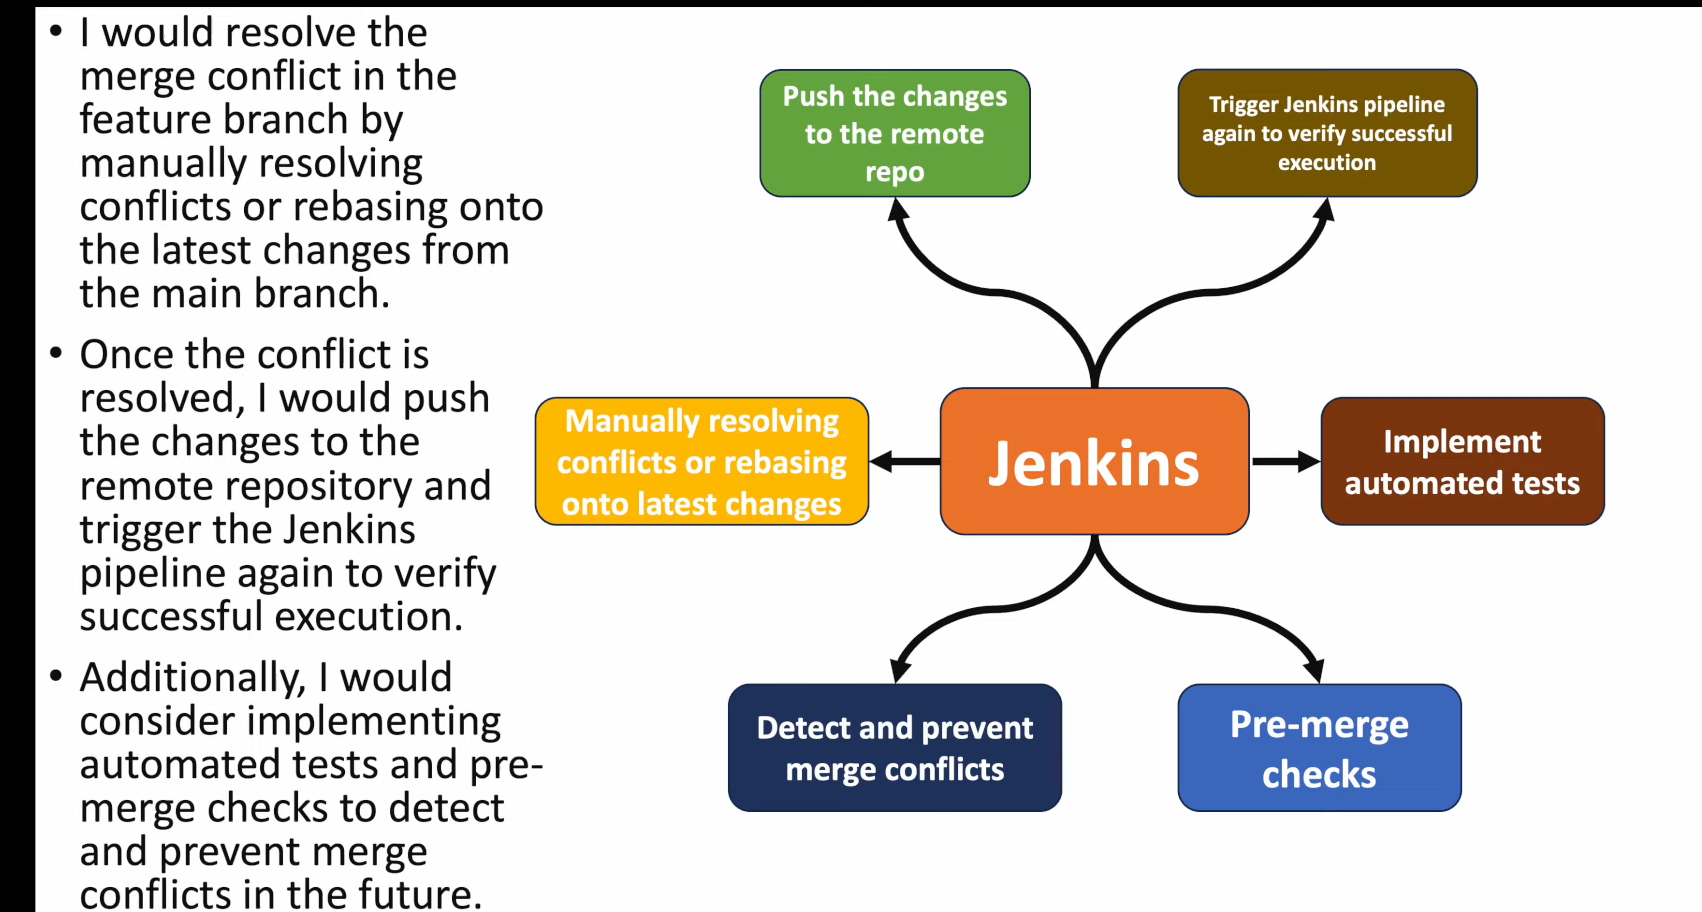 • I would resolve the
merge conflict in the
feature branch by
manually resolving
conflicts or rebasing onto
the latest changes from
the main branch.
• Once the conflict is
resolved, I would push
the changes to the
remote repository and
trigger the Jenkins
pipeline again to verify
successful execution.
• Additionally, I would
consider implementing
automated tests and pre-
merge checks to detect
and prevent merge
conflicts in the future.
Push the changes
to the remote
repo
Trigger Jenkins pipeline
again to verify successful
execution
Manually resolving
conflicts or rebasing
onto latest changes
Jenkins
Implement
automated tests
Detect and prevent
merge conflicts
Pre-merge
checks